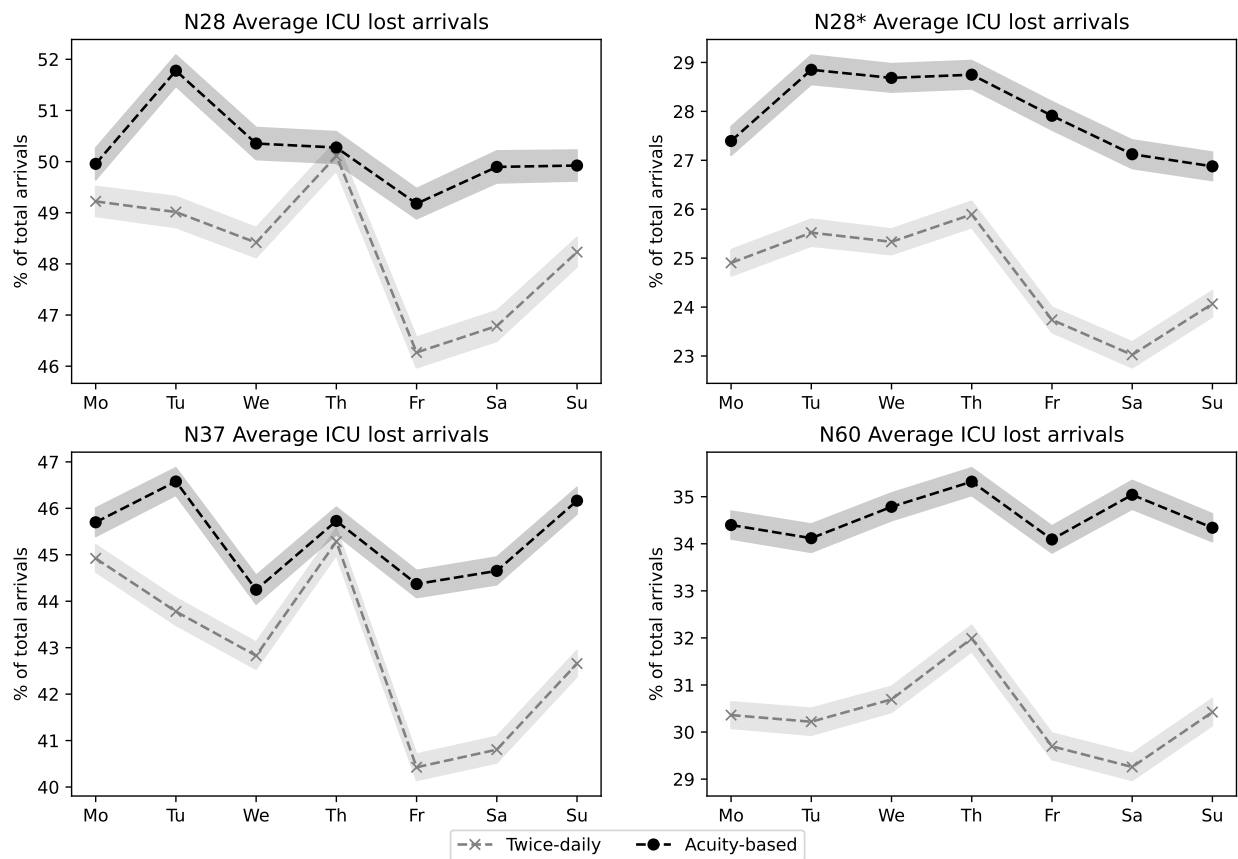 N28 Average ICU lost arrivals
% of total arrivals
52
51
50
49
48
47
46
Mo Tu We Th Fr Sa Su
N28* Average ICU lost arrivals
% of total arrivals
29
28
27
26
25
24
23
Mo Tu We Th Fr Sa Su
N37 Average ICU lost arrivals
% of total arrivals
47
46
45
44
43
42
41
40
Mo Tu We Th Fr Sa Su
N60 Average ICU lost arrivals
% of total arrivals
35
34
33
32
31
30
29
Mo Tu We Th Fr Sa Su
Twice-daily Acuity-based